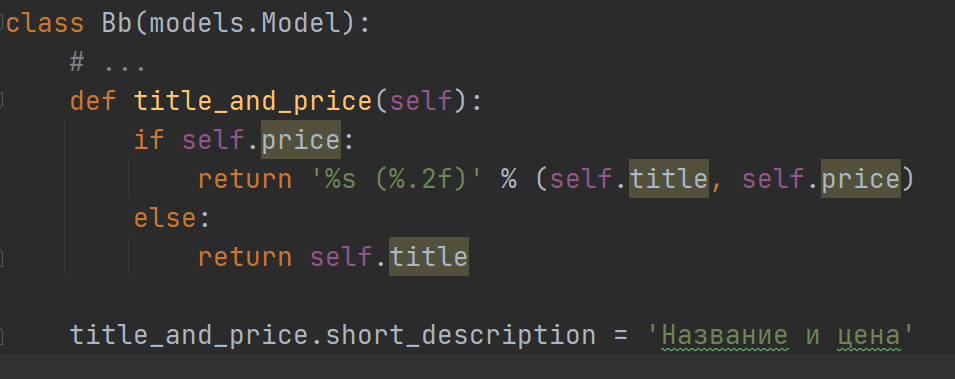 class Bb(models.Model):
    # ...
    def title_and_price(self):
        if self.price:
            return '%s (%.2f)' % (self.title, self.price)
        else:
            return self.title
    title_and_price.short_description = 'Название и цена'